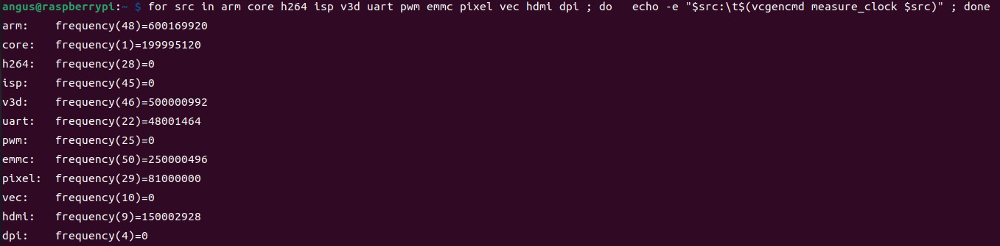 angus@raspberrypi:~ $ for src in arm core h264 isp v3d uart pwm emmc pixel vec hdmi dpi ; do   echo -e "$src:\t$(vcgencmd measure_clock $src)" ; done
arm:	frequency(48)=600169920
core:	frequency(1)=199995120
h264:	frequency(28)=0
isp:	frequency(45)=0
v3d:	frequency(46)=500000992
uart:	frequency(22)=48001464
pwm:	frequency(25)=0
emmc:	frequency(50)=250000496
pixel:	frequency(29)=81000000
vec:	frequency(10)=0
hdmi:	frequency(9)=150002928
dpi:	frequency(4)=0